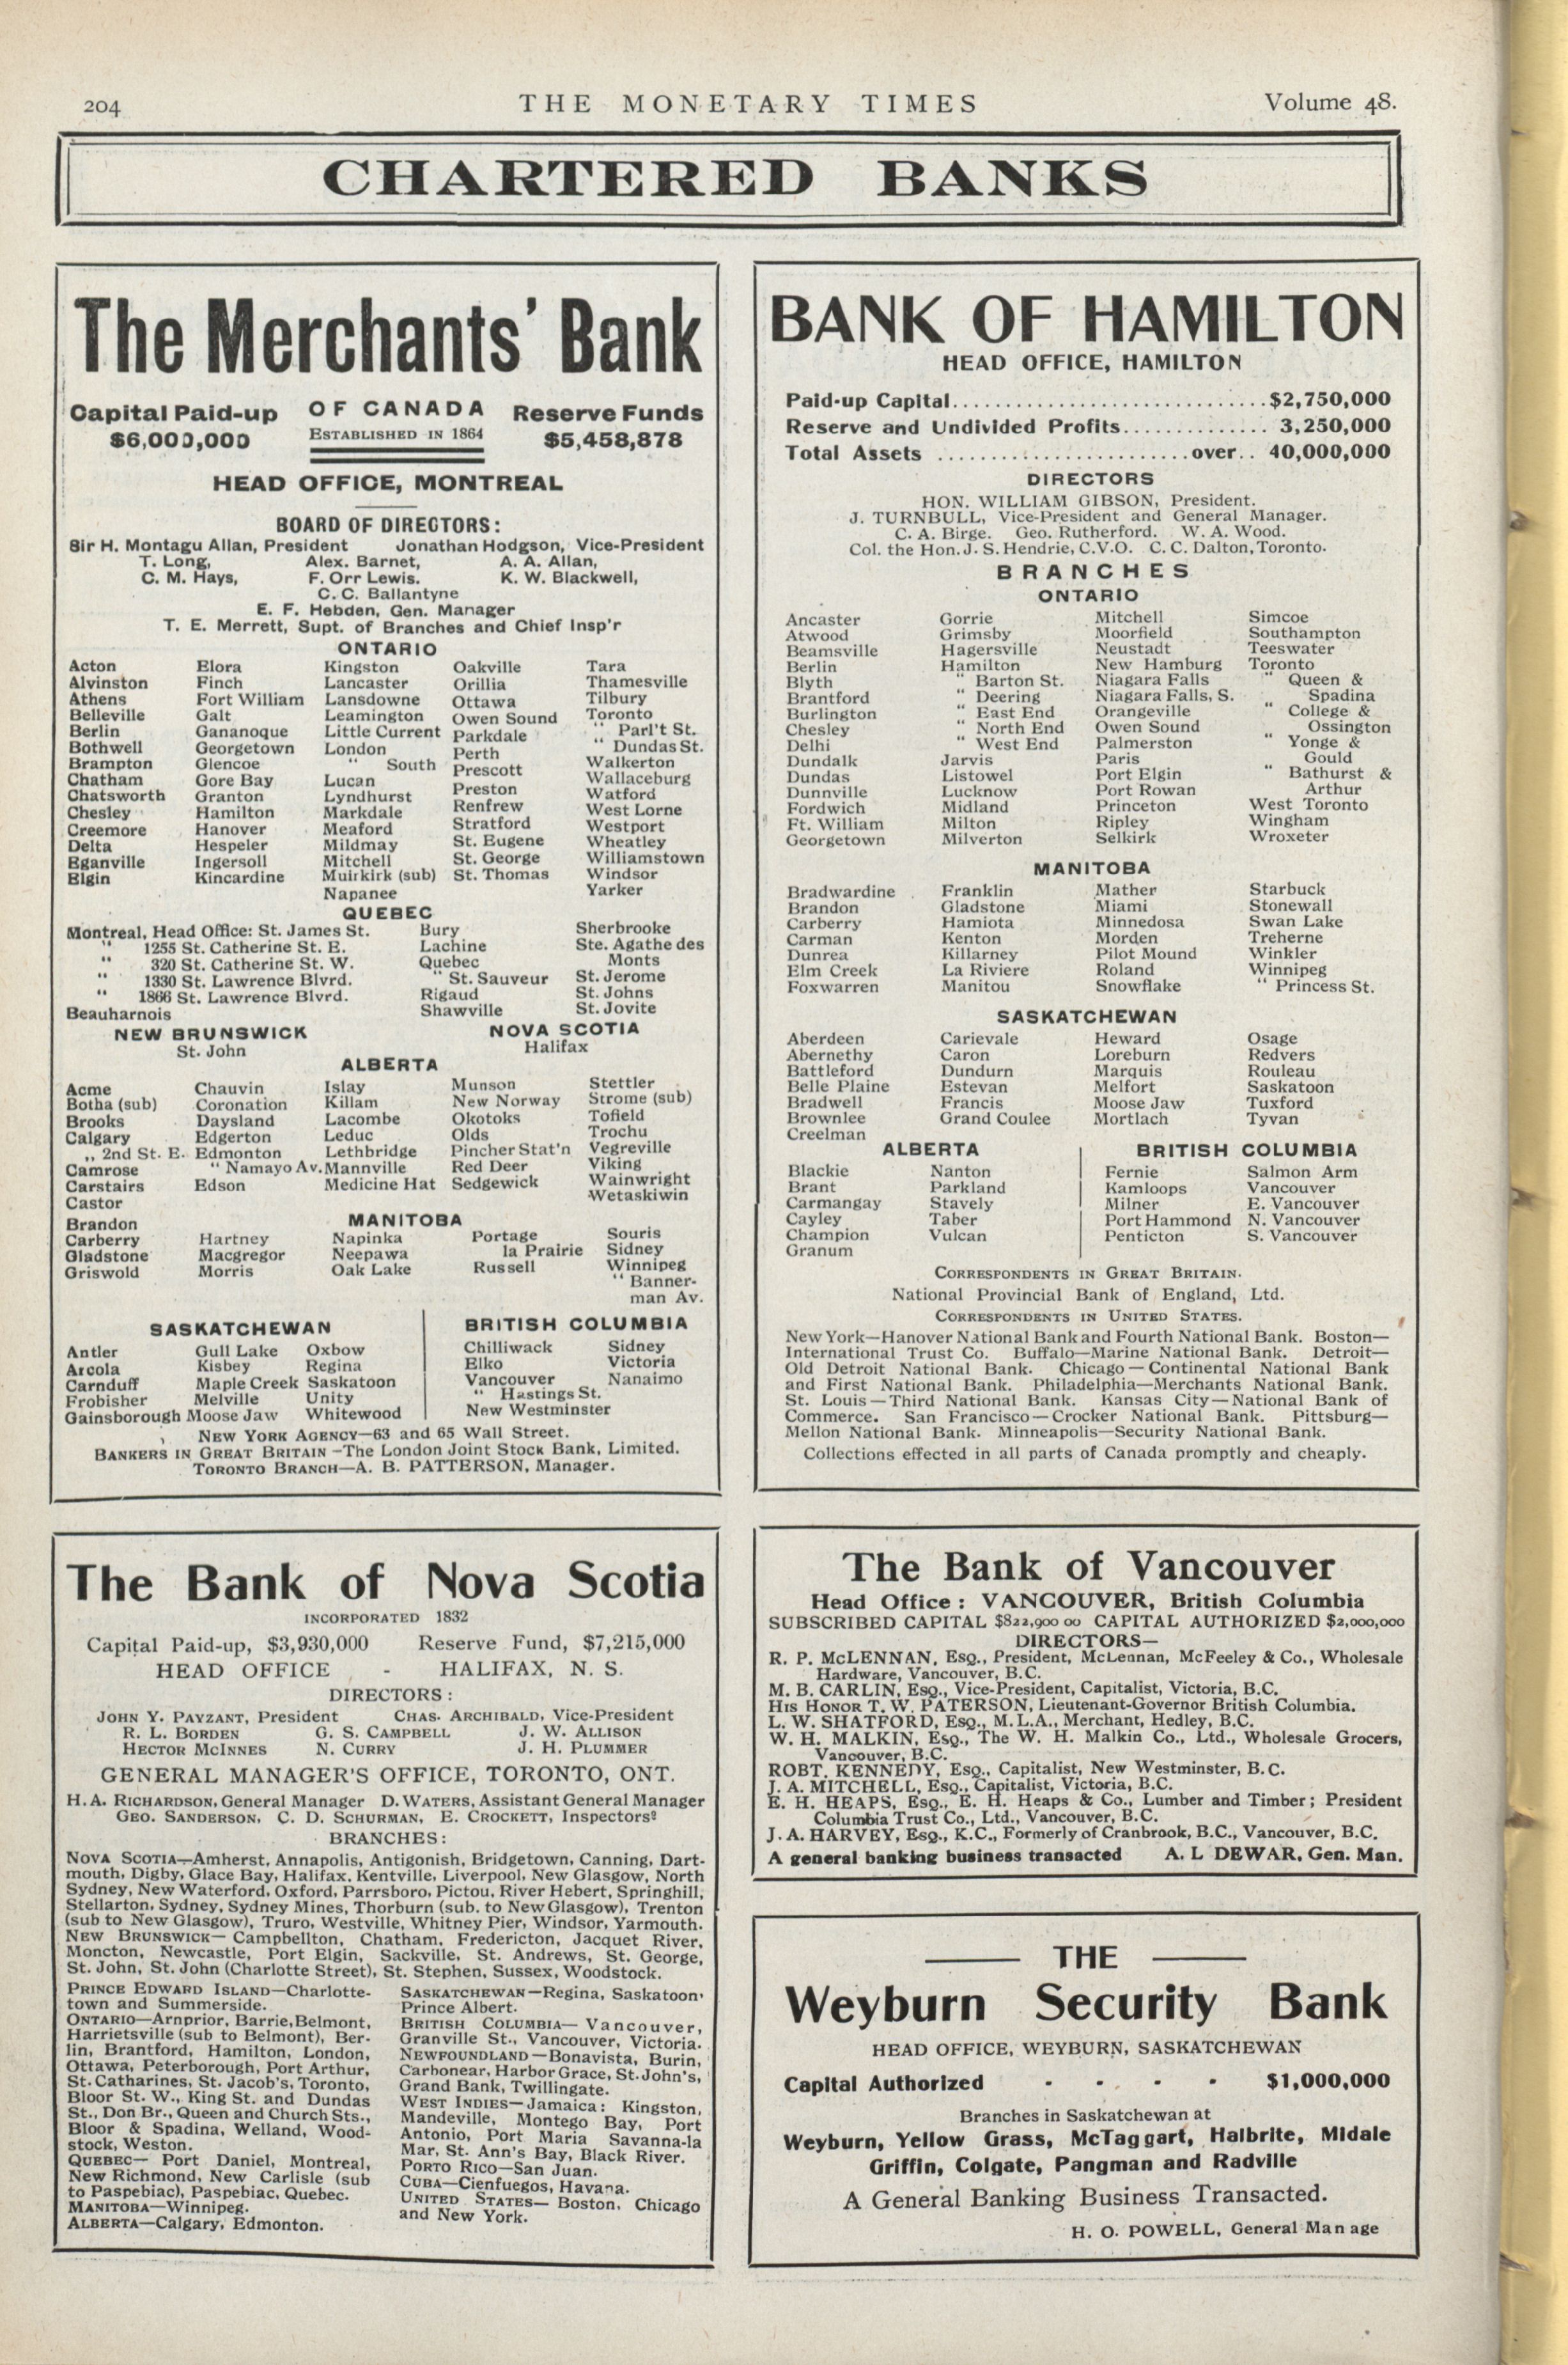 204
THE MONETARY TIMES
Volume 48.
CHARTERED BANKS
The Merchants' Bank
Capital Paid-up OF CANADA Reserve Funds
$6,000,000 ESTABLISHED IN 1864 $5,458,878
HEAD OFFICE, MONTREAL
BOARD OF DIRECTORS:
Sir H. Montagu Allan, President Jonathan Hodgson, Vice-President
T. Long, Alex. Barnet, A. A. Allan,
C. M. Hays, F. Orr Lewis. K. W. Blackwell,
C. C. Ballantyne
E. F. Hebden, Gen. Manager
T. E. Merrett, Supt. of Branches and Chief Insp'r
ONTARIO
Acton Elora Kingston Oakville Tara
Alvinston Finch Lancaster Orillia Thamesville
Athens Fort William Lansdowne Ottawa Tilbury
Belleville Galt Leamington Owen Sound Toronto
Berlin Gananoque Little Current Parkdale " Parl't St.
Bothwell Georgetown London Perth " Dundas St.
Brampton Glencoe " South Prescott Walkerton
Chatham Gore Bay Lucan Preston Wallaceburg
Chatsworth Granton Lyndhurst Renfrew Watford
Chesley Hamilton Markdale Stratford West Lorne
Creemore Hanover Meaford St. Eugene Westport
Delta Hespeler Mildmay St. George Wheatley
Eganville Ingersoll Mitchell St. Thomas Williamstown
Elgin Kincardine Muirkirk (sub) Windsor
Napanee Yarker
QUEBEC
Montreal, Head Office: St. James St. Bury Sherbrooke
" 1255 St. Catherine St. E. Lachine Ste. Agathe des
" 320 St. Catherine St. W. Quebec Monts
" 1330 St. Lawrence Blvrd. " St. Sauveur St. Jerome
" 1866 St. Lawrence Blvrd. Rigaud St. Johns
Beauharnois Shawville St. Jovite
NEW BRUNSWICK NOVA SCOTIA
St. John Halifax
ALBERTA
Acme Chauvin Islay Munson Stettler
Botha (sub) Coronation Killam New Norway Strome (sub)
Brooks Daysland Lacombe Okotoks Tofield
Calgary Edgerton Leduc Olds Trochu
„ 2nd St. E. Edmonton Lethbridge Pincher Stat'n Vegreville
Camrose " Namayo Av. Mannville Red Deer Viking
Carstairs Edson Medicine Hat Sedgewick Wainwright
Castor Wetaskiwin
MANITOBA
Brandon
Carberry Hartney Napinka Portage Souris
Gladstone Macgregor Neepawa la Prairie Sidney
Griswold Morris Oak Lake Russell Winnipeg
" Banner-
man Av.
SASKATCHEWAN
Antler Gull Lake Oxbow
Arcola Kisbey Regina
Carnduff Maple Creek Saskatoon
Frobisher Melville Unity
Gainsborough Moose Jaw Whitewood
BRITISH COLUMBIA
Chilliwack Sidney
Elko Victoria
Vancouver Nanaimo
" Hastings St.
New Westminster
NEW YORK AGENCY—63 and 65 Wall Street.
BANKERS IN GREAT BRITAIN—The London Joint Stock Bank, Limited.
TORONTO BRANCH—A. B. PATTERSON, Manager.
BANK OF HAMILTON
HEAD OFFICE, HAMILTON
Paid-up Capital............................$2,750,000
Reserve and Undivided Profits.............. 3,250,000
Total Assets ........................over.. 40,000,000
DIRECTORS
HON. WILLIAM GIBSON, President.
J. TURNBULL, Vice-President and General Manager.
C. A. Birge. Geo. Rutherford. W. A. Wood.
Col. the Hon. J. S. Hendrie, C.V.O. C. C. Dalton, Toronto.
BRANCHES
ONTARIO
Ancaster Gorrie Mitchell Simcoe
Atwood Grimsby Moorfield Southampton
Beamsville Hagersville Neustadt Teeswater
Berlin Hamilton New Hamburg Toronto
Blyth " Barton St. Niagara Falls " Queen &
Brantford " Deering Niagara Falls, S. Spadina
Burlington " East End Orangeville " College &
Chesley " North End Owen Sound Ossington
Delhi " West End Palmerston " Yonge &
Dundalk Jarvis Paris Gould
Dundas Listowel Port Elgin " Bathurst &
Dunnville Lucknow Port Rowan Arthur
Fordwich Midland Princeton West Toronto
Ft. William Milton Ripley Wingham
Georgetown Milverton Selkirk Wroxeter
MANITOBA
Bradwardine Franklin Mather Starbuck
Brandon Gladstone Miami Stonewall
Carberry Hamiota Minnedosa Swan Lake
Carman Kenton Morden Treherne
Dunrea Killarney Pilot Mound Winkler
Elm Creek La Riviere Roland Winnipeg
Foxwarren Manitou Snowflake " Princess St.
SASKATCHEWAN
Aberdeen Carievale Heward Osage
Abernethy Caron Loreburn Redvers
Battleford Dundurn Marquis Rouleau
Belle Plaine Estevan Melfort Saskatoon
Bradwell Francis Moose Jaw Tuxford
Brownlee Grand Coulee Mortlach Tyvan
Creelman
ALBERTA
Blackie Nanton
Brant Parkland
Carmangay Stavely
Cayley Taber
Champion Vulcan
Granum
BRITISH COLUMBIA
Fernie Salmon Arm
Kamloops Vancouver
Milner E. Vancouver
Port Hammond N. Vancouver
Penticton S. Vancouver
CORRESPONDENTS IN GREAT BRITAIN.
National Provincial Bank of England, Ltd.
CORRESPONDENTS IN UNITED STATES.
New York—Hanover National Bank and Fourth National Bank. Boston—
International Trust Co. Buffalo—Marine National Bank. Detroit—
Old Detroit National Bank. Chicago—Continental National Bank
and First National Bank. Philadelphia—Merchants National Bank.
St. Louis—Third National Bank. Kansas City—National Bank of
Commerce. San Francisco—Crocker National Bank. Pittsburg—
Mellon National Bank. Minneapolis—Security National Bank.
Collections effected in all parts of Canada promptly and cheaply.
The Bank of Nova Scotia
INCORPORATED 1832
Capital Paid-up, $3,930,000 Reserve Fund, $7,215,000
HEAD OFFICE - HALIFAX, N. S.
DIRECTORS:
JOHN Y. PAYZANT, President CHAS. ARCHIBALD, Vice-President
R. L. BORDEN G. S. CAMPBELL J. W. ALLISON
HECTOR MCINNES N. CURRY J. H. PLUMMER
GENERAL MANAGER'S OFFICE, TORONTO, ONT.
H. A. RICHARDSON, General Manager D. WATERS, Assistant General Manager
GEO. SANDERSON, C. D. SCHURMAN, E. CROCKETT, Inspectors
BRANCHES:
NOVA SCOTIA—Amherst, Annapolis, Antigonish, Bridgetown, Canning, Dart-
mouth, Digby, Glace Bay, Halifax, Kentville, Liverpool, New Glasgow, North
Sydney, New Waterford, Oxford, Parrsboro, Pictou, River Hebert, Springhill,
Stellarton, Sydney, Sydney Mines, Thorburn (sub. to New Glasgow), Trenton
(sub to New Glasgow), Truro, Westville, Whitney Pier, Windsor, Yarmouth.
NEW BRUNSWICK—Campbellton, Chatham, Fredericton, Jacquet River,
Moncton, Newcastle, Port Elgin, Sackville, St. Andrews, St. George,
St. John, St. John (Charlotte Street), St. Stephen, Sussex, Woodstock.
PRINCE EDWARD ISLAND—Charlotte-
town and Summerside.
ONTARIO—Arnprior, Barrie, Belmont,
Harrietsville (sub to Belmont), Ber-
lin, Brantford, Hamilton, London,
Ottawa, Peterborough, Port Arthur,
St. Catharines, St. Jacob's, Toronto,
Bloor St. W., King St. and Dundas
St., Don Br., Queen and Church Sts.,
Bloor & Spadina, Welland, Wood-
stock, Weston.
QUEBEC—Port Daniel, Montreal,
New Richmond, New Carlisle (sub
to Paspebiac), Paspebiac, Quebec.
MANITOBA—Winnipeg.
ALBERTA—Calgary, Edmonton.
SASKATCHEWAN—Regina, Saskatoon,
Prince Albert.
BRITISH COLUMBIA—Vancouver,
Granville St., Vancouver, Victoria.
NEWFOUNDLAND—Bonavista, Burin,
Carbonear, Harbor Grace, St. John's,
Grand Bank, Twillingate.
WEST INDIES—Jamaica: Kingston,
Mandeville, Montego Bay, Port
Antonio, Port Maria Savanna-la
Mar, St. Ann's Bay, Black River.
PORTO RICO—San Juan.
CUBA—Cienfuegos, Havana.
UNITED STATES—Boston, Chicago
and New York.
The Bank of Vancouver
Head Office: VANCOUVER, British Columbia
SUBSCRIBED CAPITAL $822,900 00 CAPITAL AUTHORIZED $2,000,000
DIRECTORS—
R. P. McLENNAN, Esq., President, McLennan, McFeeley & Co., Wholesale
Hardware, Vancouver, B.C.
M. B. CARLIN, Esq., Vice-President, Capitalist, Victoria, B.C.
HIS HONOR T. W. PATERSON, Lieutenant-Governor British Columbia.
L. W. SHATFORD, Esq., M.L.A., Merchant, Hedley, B.C.
W. H. MALKIN, Esq., The W. H. Malkin Co., Ltd., Wholesale Grocers,
Vancouver, B.C.
ROBT. KENNEDY, Esq., Capitalist, New Westminster, B.C.
J. A. MITCHELL, Esq., Capitalist, Victoria, B.C.
E. H. HEAPS, Esq., E. H. Heaps & Co., Lumber and Timber; President
Columbia Trust Co., Ltd., Vancouver, B.C.
J. A. HARVEY, Esq., K.C., Formerly of Cranbrook, B.C., Vancouver, B.C.
A general banking business transacted A. L DEWAR, Gen. Man.
THE
Weyburn Security Bank
HEAD OFFICE, WEYBURN, SASKATCHEWAN
Capital Authorized - - - - $1,000,000
Branches in Saskatchewan at
Weyburn, Yellow Grass, McTaggart, Halbrite, Midale
Griffin, Colgate, Pangman and Radville
A General Banking Business Transacted.
H. O. POWELL, General Manage